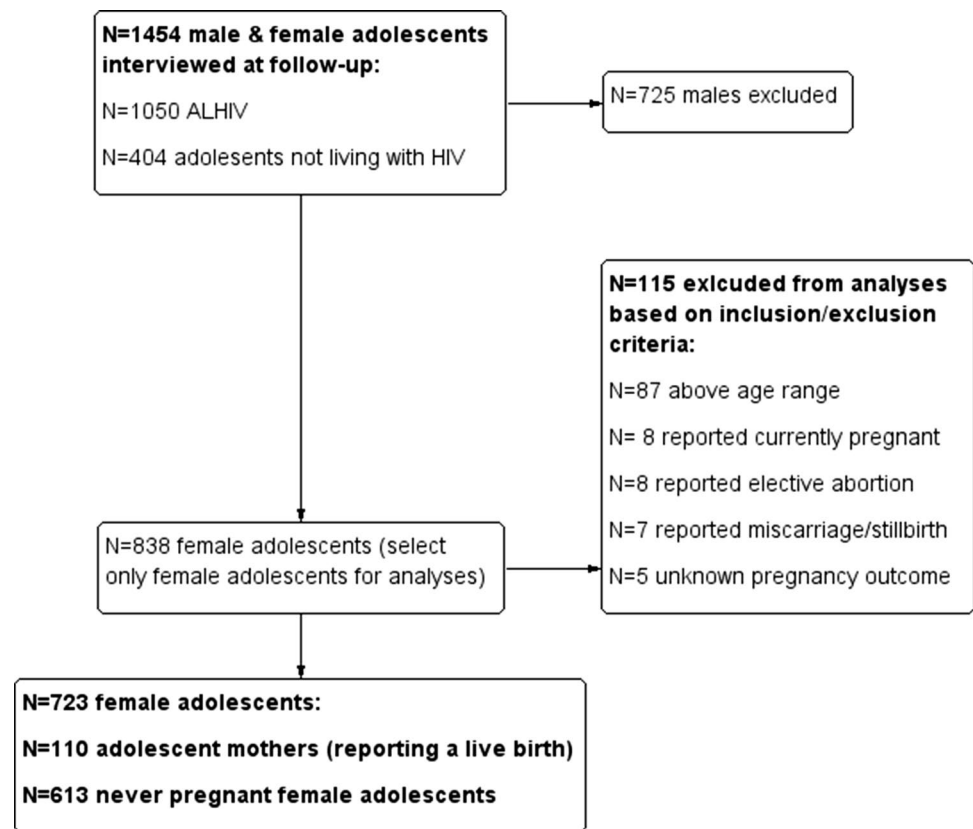 N=1454 male & female adolescents
interviewed at follow-up:
N=1050 ALHIV
N=404 adolesents not living with HIV
N=725 males excluded
N=115 exlcuded from analyses
based on inclusion/exclusion
criteria:
N=87 above age range
N= 8 reported currently pregnant
N=8 reported elective abortion
N=7 reported miscarriage/stillbirth
N=5 unknown pregnancy outcome
N=838 female adolescents (select
only female adolescents for analyses)
N=723 female adolescents:
N=110 adolescent mothers (reporting a live birth)
N=613 never pregnant female adolescents